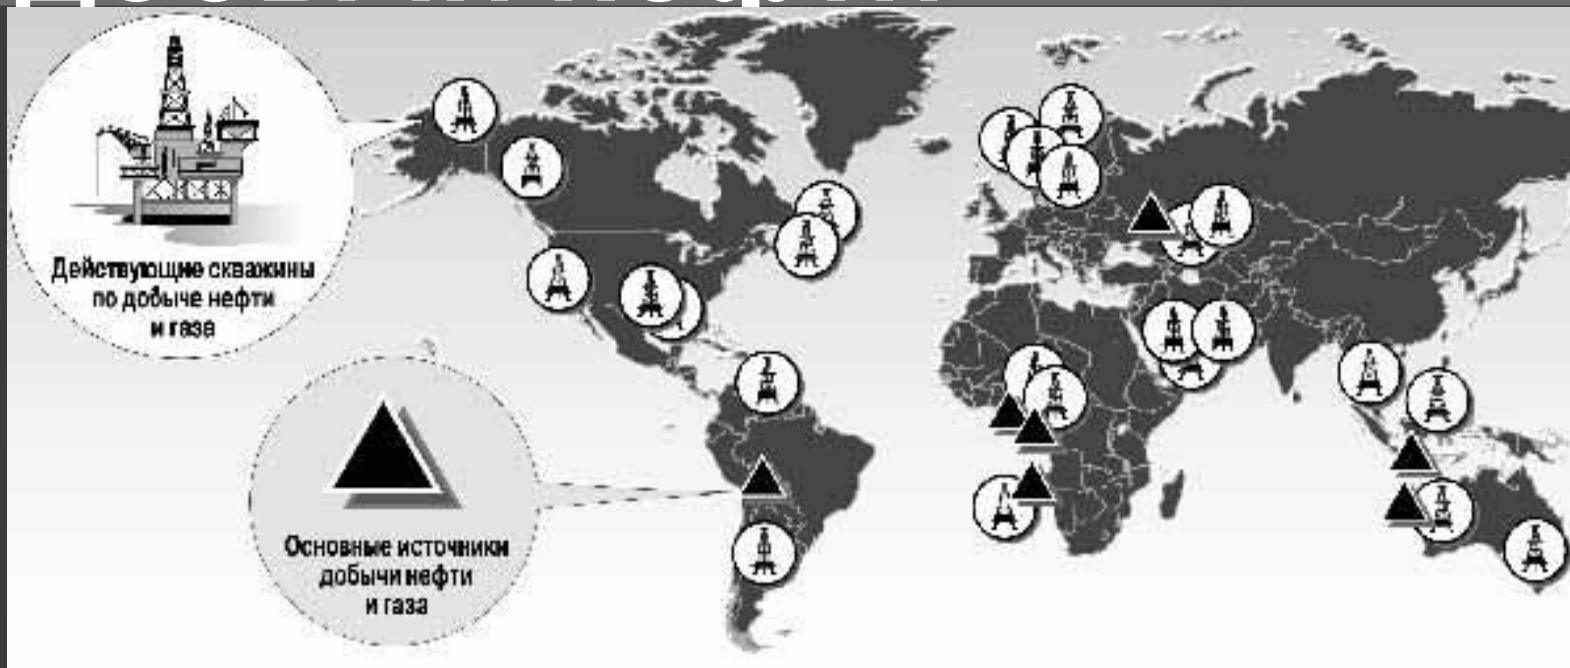 Действующие скважины
по добыче нефти
и газа
Основные источники
добычи нефти
и газа